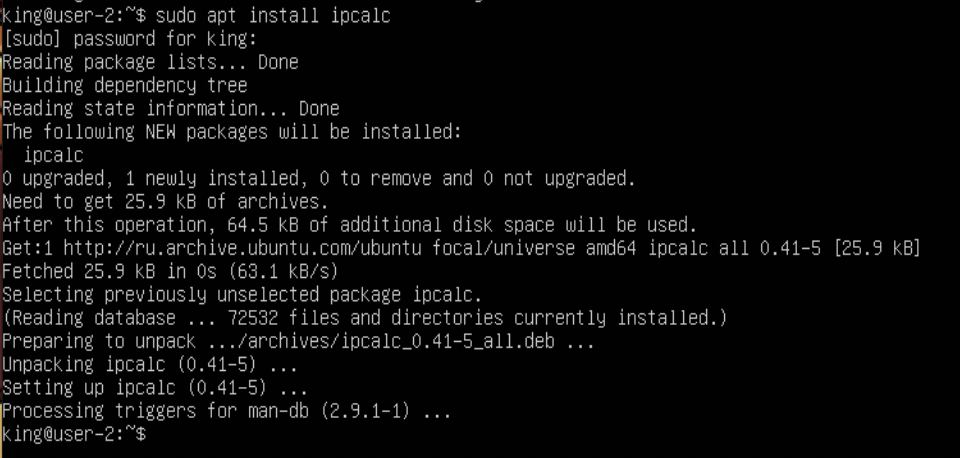 king@user-2:~$ sudo apt install ipcalc
[sudo] password for king:
Reading package lists... Done
Building dependency tree
Reading state information... Done
The following NEW packages will be installed:
  ipcalc
0 upgraded, 1 newly installed, 0 to remove and 0 not upgraded.
Need to get 25.9 kB of archives.
After this operation, 64.5 kB of additional disk space will be used.
Get:1 http://ru.archive.ubuntu.com/ubuntu focal/universe amd64 ipcalc all 0.41-5 [25.9 kB]
Fetched 25.9 kB in 0s (63.1 kB/s)
Selecting previously unselected package ipcalc.
(Reading database ... 72532 files and directories currently installed.)
Preparing to unpack .../archives/ipcalc_0.41-5_all.deb ...
Unpacking ipcalc (0.41-5) ...
Setting up ipcalc (0.41-5) ...
Processing triggers for man-db (2.9.1-1) ...
king@user-2:~$